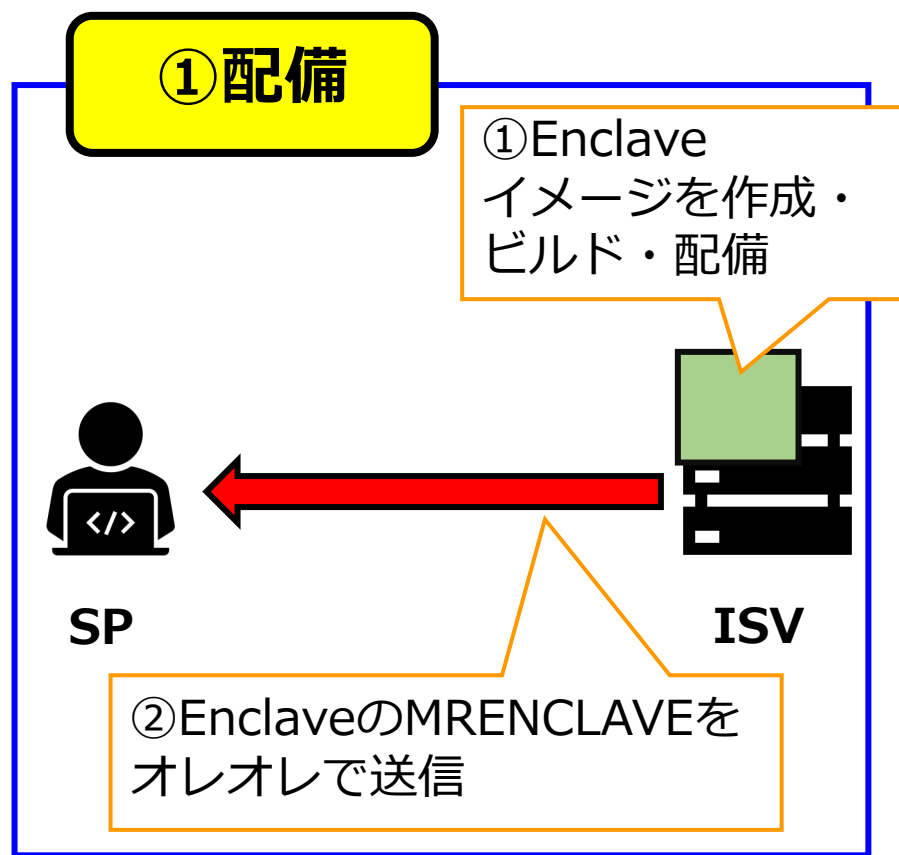 ①配備
①Enclave
イメージを作成・
ビルド・配備
</>
SP
ISV
②EnclaveのMRENCLAVEを
オレオレで送信